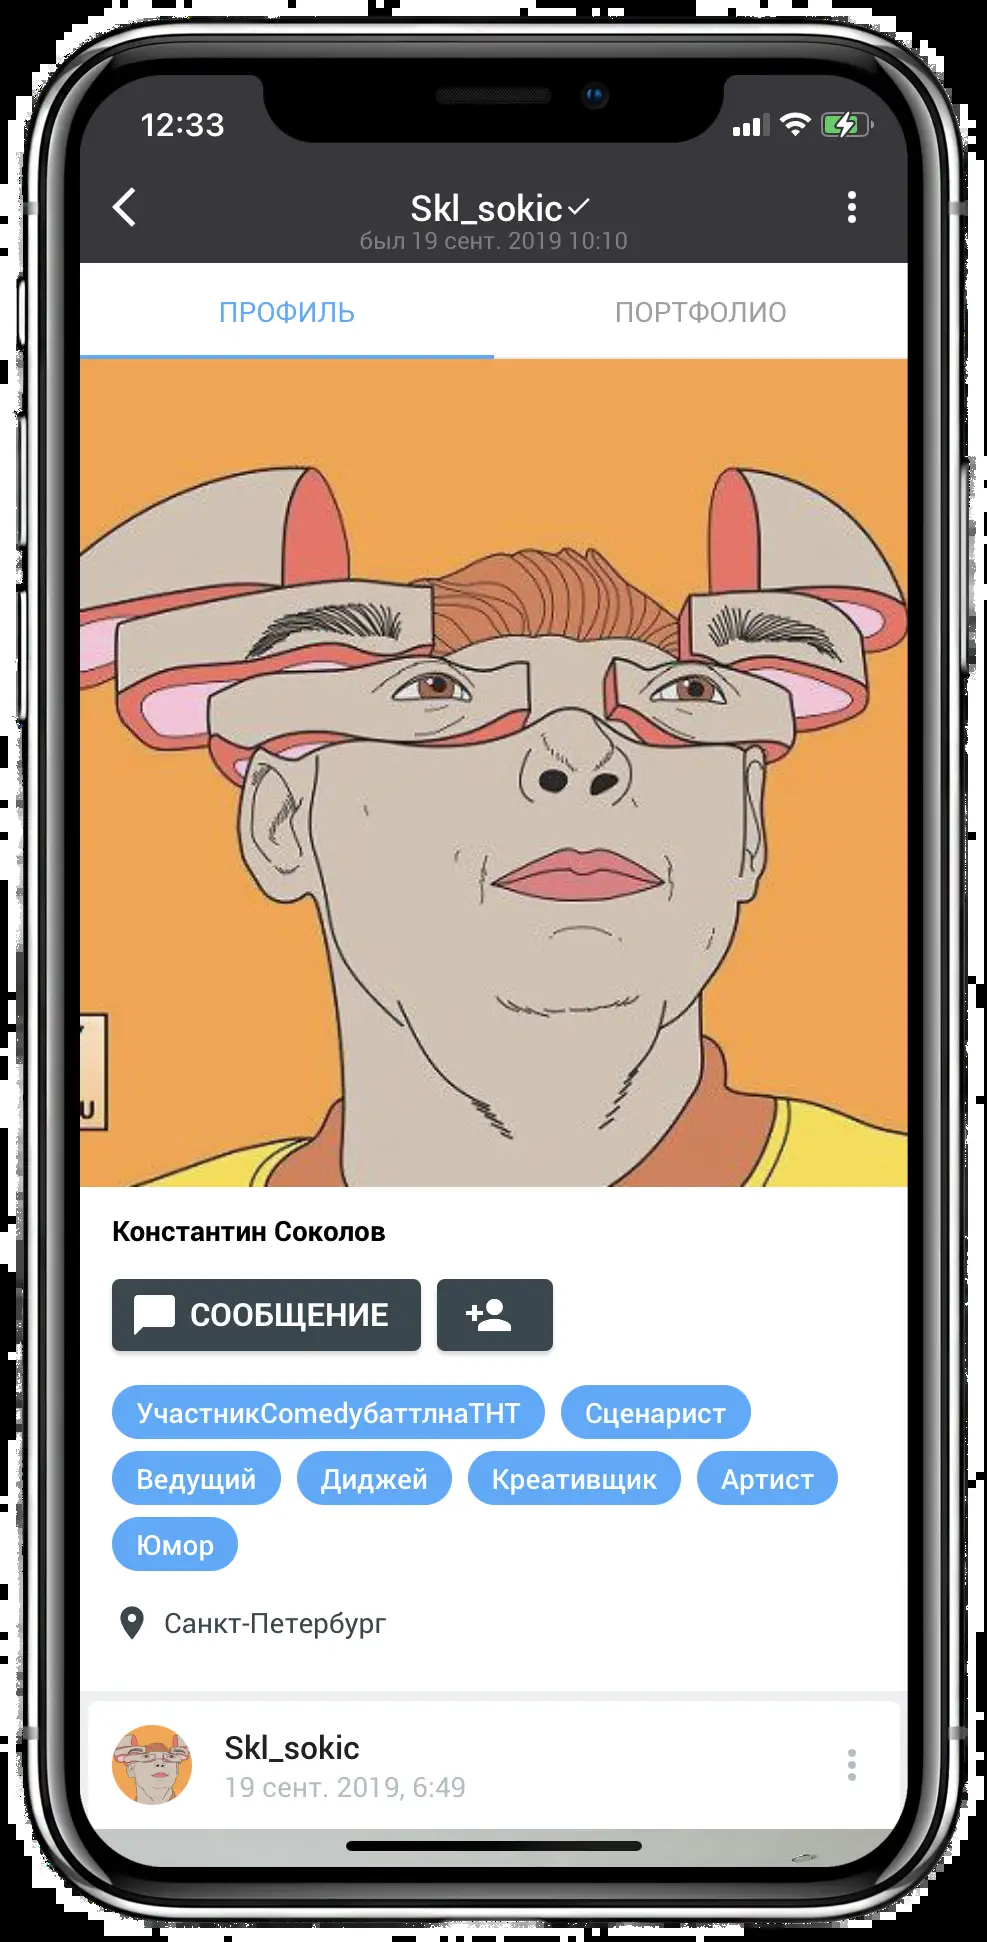 12:33
Skl_sokic
был 19 сент. 2019 10:10
ПРОФИЛЬ ПОРТФОЛИО
U
Константин Соколов
СООБЩЕНИЕ
УчастникComedyбаттлнаТНТ Сценарист
Ведущий Диджей Креативщик Артист
Юмор
Санкт-Петербург
Skl_sokic
19 сент. 2019, 6:49